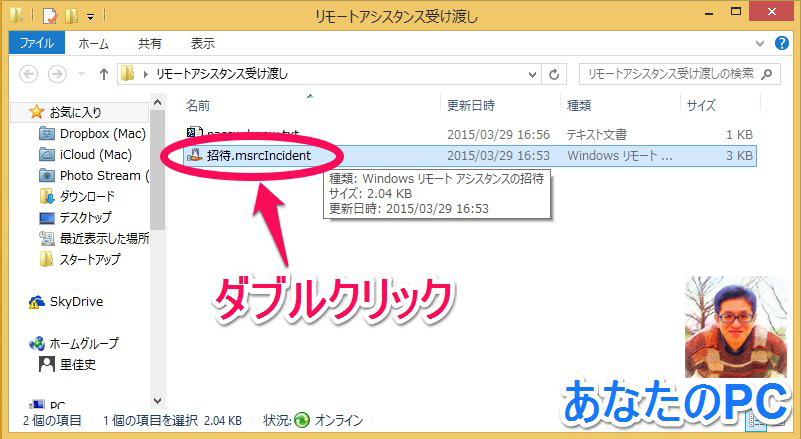 リモートアシスタンス受け渡し
ファイル ホーム 共有 表示
リモートアシスタンス受け渡し
リモートアシスタンス受け渡しの検索
お気に入り
Dropbox (Mac)
iCloud (Mac)
Photo Stream (
ダウンロード
デスクトップ
最近表示した場所
スタートアップ
SkyDrive
ホームグループ
里佳史
PC
名前 更新日時 種類 サイズ
2015/03/29 16:56 テキスト文書 1 KB
招待.msrcIncident 2015/03/29 16:53 Windows リモート ... 3 KB
種類: Windows リモート アシスタンスの招待
サイズ: 2.04 KB
更新日時: 2015/03/29 16:53
ダブルクリック
あなたのPC
2 個の項目 1 個の項目を選択 2.04 KB 状況: オンライン